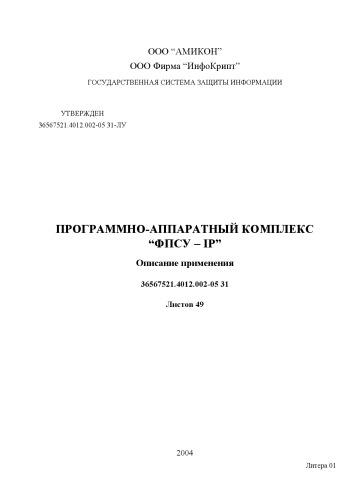 ООО “АМИКОН”
ООО Фирма “ИнфоКрипт”
ГОСУДАРСТВЕННАЯ СИСТЕМА ЗАЩИТЫ ИНФОРМАЦИИ
УТВЕРЖДЕН
36567521.4012.002-05 31-ЛУ
ПРОГРАММНО-АППАРАТНЫЙ КОМПЛЕКС
“ФПСУ – IP”
Описание применения
36567521.4012.002-05 31
Листов 49
2004
Литера 01